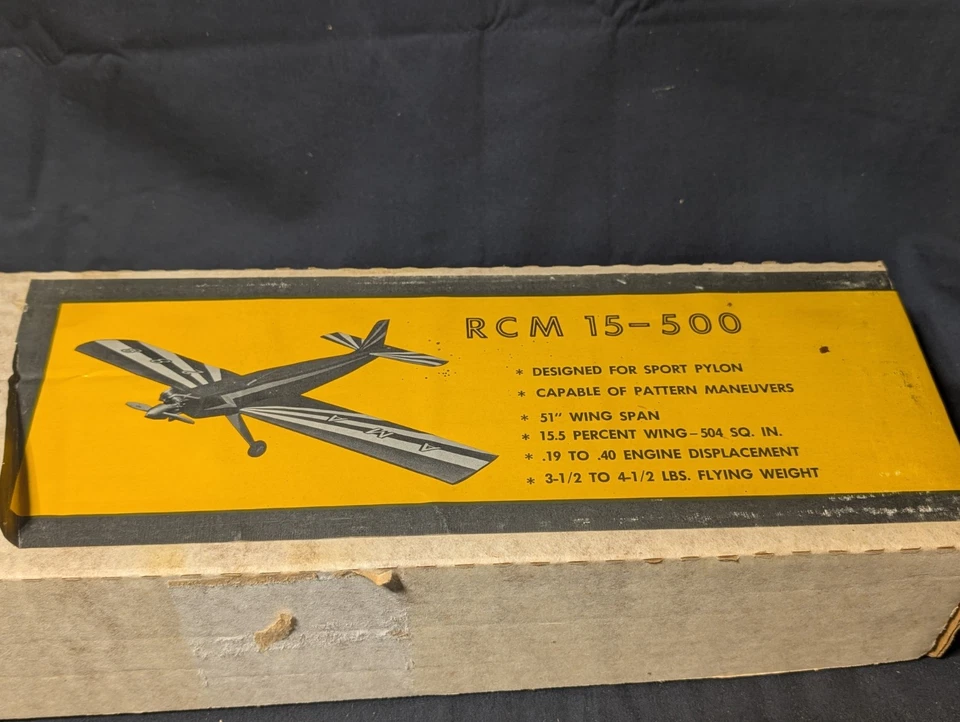 RCM 15-500
* DESIGNED FOR SPORT PYLON
* CAPABLE OF PATTERN MANEUVERS
* 51" WING SPAN
* 15.5 PERCENT WING-504 SQ. IN.
* .19 TO .40 ENGINE DISPLACEMENT
* 3-1/2 TO 4-1/2 LBS. FLYING WEIGHT